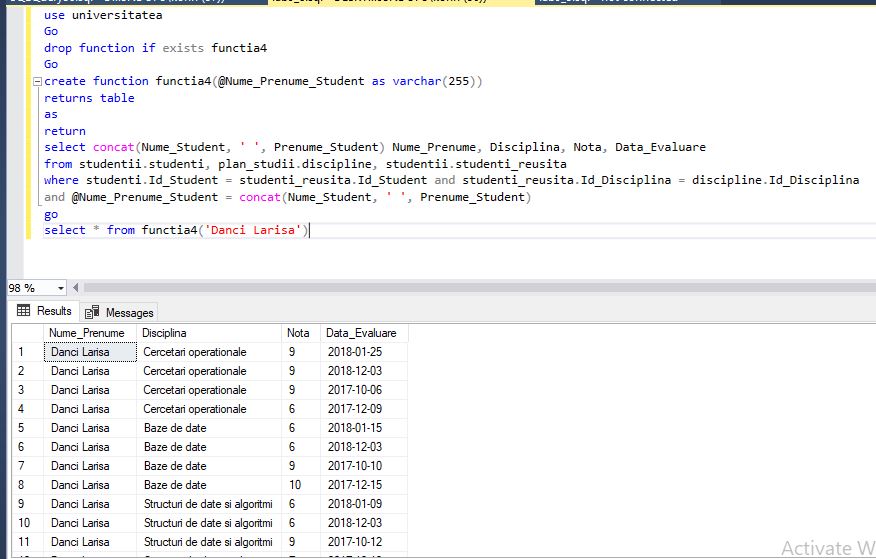 use universitatea
Go
drop function if exists functia4
Go
create function functia4(@Nume_Prenume_Student as varchar(255))
returns table
as
return
select concat(Nume_Student, ' ', Prenume_Student) Nume_Prenume, Disciplina, Nota, Data_Evaluare
from studentii.studenti, plan_studii.discipline, studentii.studenti_reusita
where studenti.Id_Student = studenti_reusita.Id_Student and studenti_reusita.Id_Disciplina = discipline.Id_Disciplina
and @Nume_Prenume_Student = concat(Nume_Student, ' ', Prenume_Student)
go
select * from functia4('Danci Larisa')
98 %
Results Messages
Nume_Prenume Disciplina Nota Data_Evaluare
1 Danci Larisa Cercetari operationale 9 2018-01-25
2 Danci Larisa Cercetari operationale 9 2018-12-03
3 Danci Larisa Cercetari operationale 9 2017-10-06
4 Danci Larisa Cercetari operationale 6 2017-12-09
5 Danci Larisa Baze de date 6 2018-01-15
6 Danci Larisa Baze de date 6 2018-12-03
7 Danci Larisa Baze de date 9 2017-10-10
8 Danci Larisa Baze de date 10 2017-12-15
9 Danci Larisa Structuri de date si algoritmi 6 2018-01-09
10 Danci Larisa Structuri de date si algoritmi 6 2018-12-03
11 Danci Larisa Structuri de date si algoritmi 9 2017-10-12
Activate W